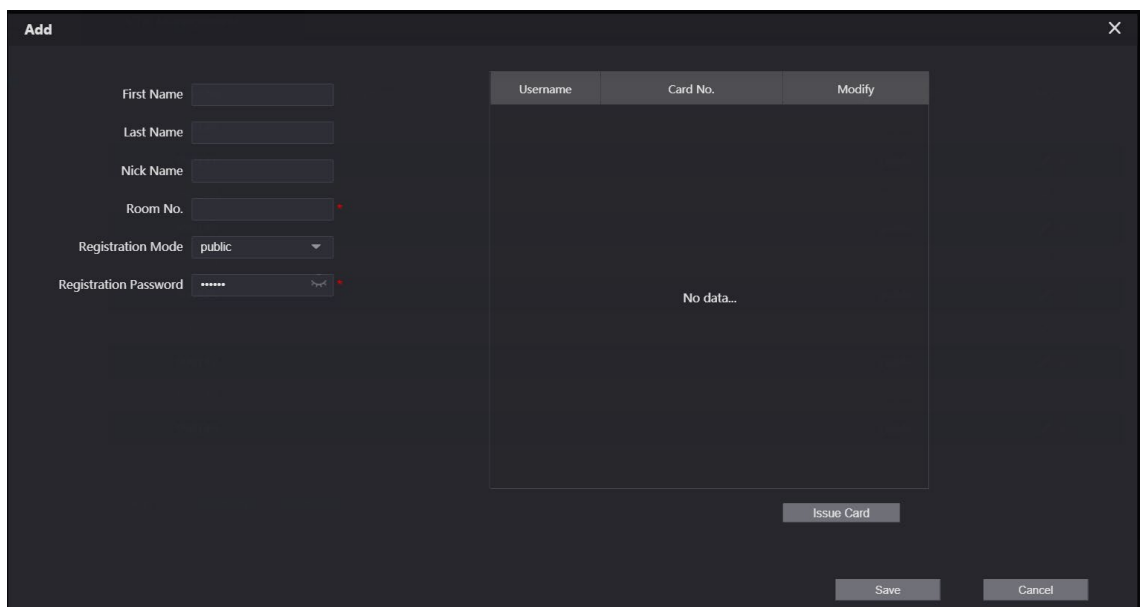 Add
First Name
Last Name
Nick Name
Room No. *
Registration Mode public
Registration Password •••••• *
Username Card No. Modify
No data...
Issue Card
Save Cancel